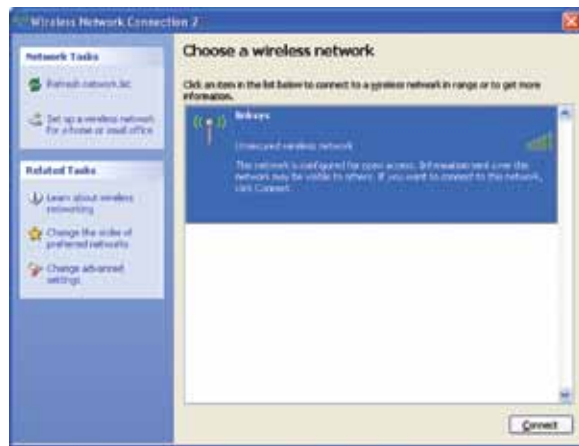 Wireless Network Connection 2
Network Tasks
Refresh network list
Set up a wireless network
for a home or small office
Related Tasks
Learn about wireless
networking
Change the order of
preferred networks
Change advanced
settings
Choose a wireless network
Click an item in the list below to connect to a wireless network in range or to get more
information.
linksys
Unsecured wireless network
This network is configured for open access. Information sent over this
network may be visible to others. If you want to connect to this network,
click Connect.
Connect